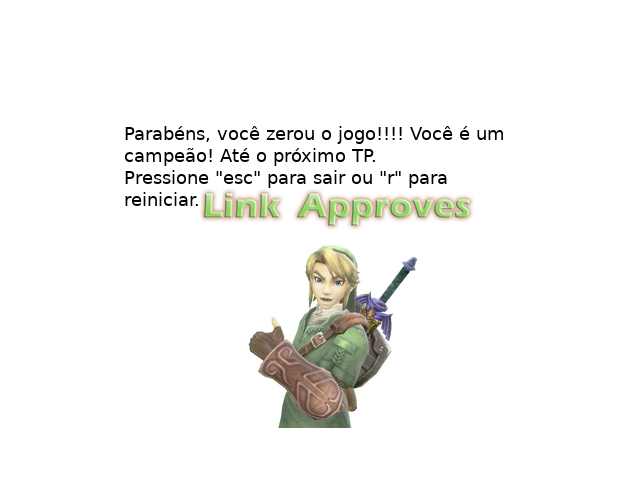 Parabéns, você zerou o jogo!!!! Você é um
campeão! Até o próximo TP.
Pressione "esc" para sair ou "r" para
reiniciar.
Link Approves